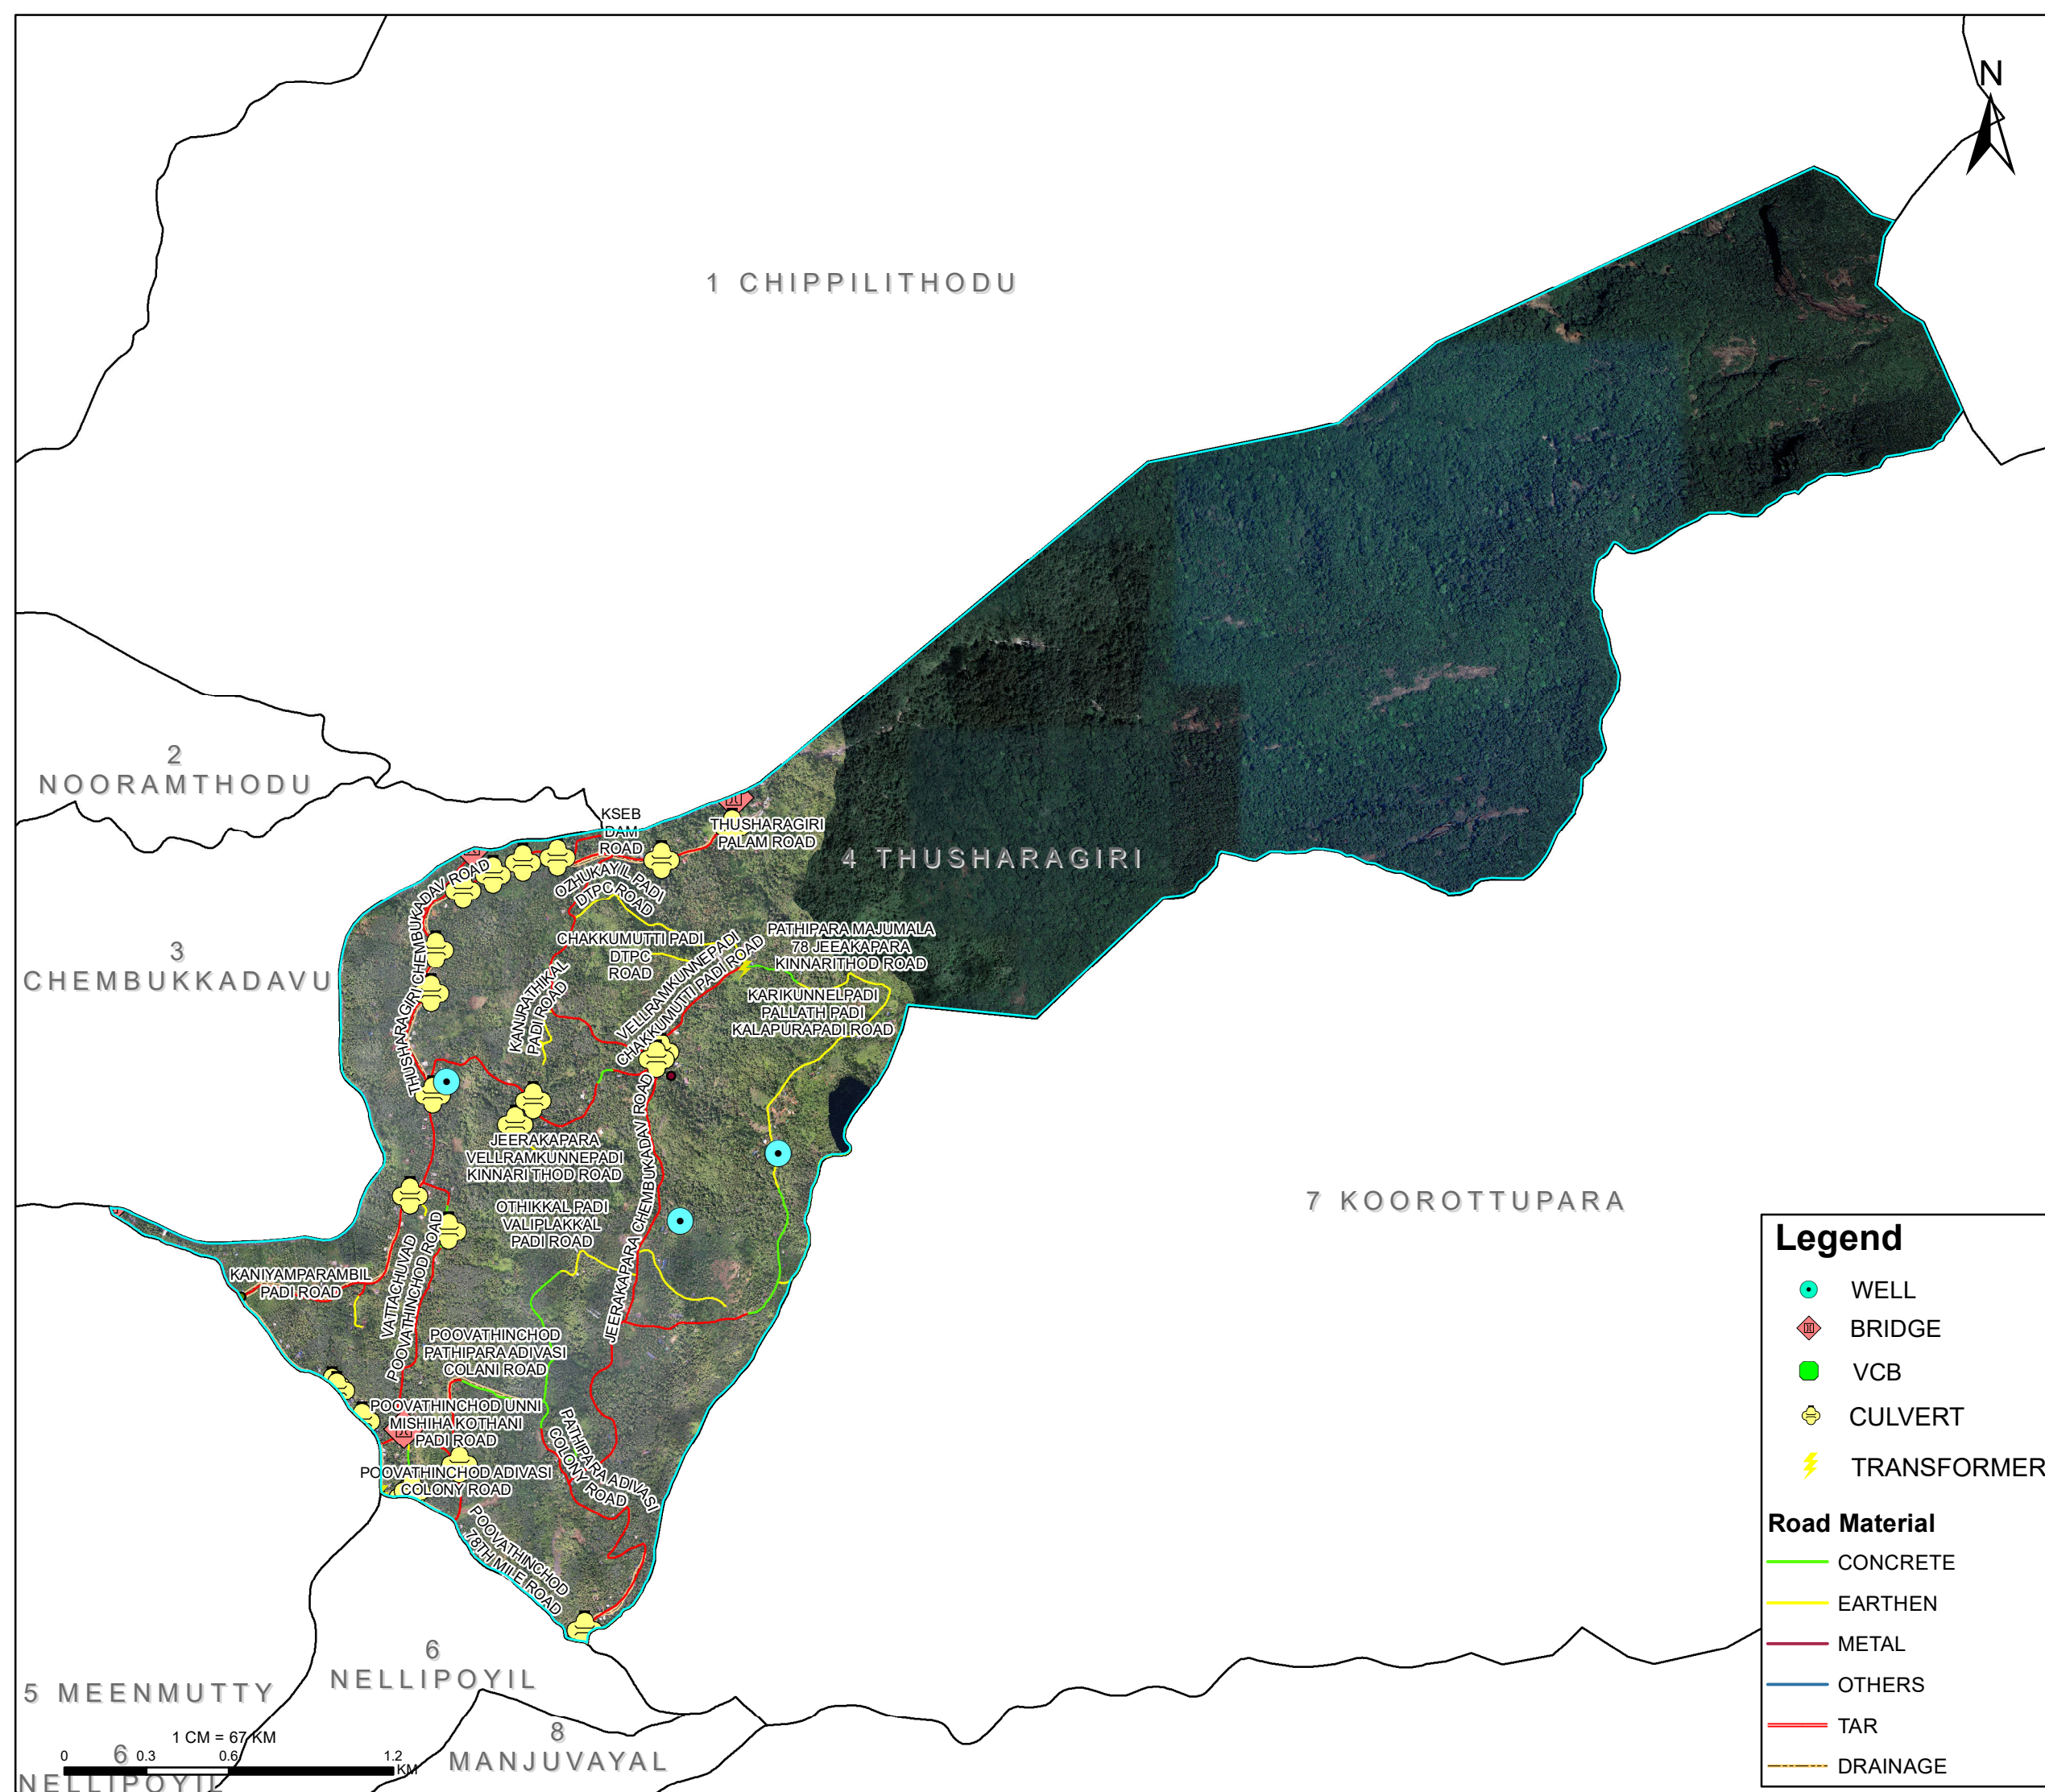 N
1 CHIPPILITHODU
2
NOORAMTHODU
KSEB
DAM
ROAD
THUSHARAGIRI
PALAM ROAD
4 THUSHARAGIRI
THUSHARAGIRI CHEMBUKADAV ROAD
OZHUKAYIL PADI
DTPC ROAD
3
CHEMBUKKADAVU
CHAKKUMUTTI PADI
DTPC
ROAD
PATHIPARA MAJUMALA
78 JEEAKAPARA
KINNARITHOD ROAD
KANJIRATHIKAL
PADI ROAD
VELLRAMKUNNEPADI
CHAKKUMUTTI PADI ROAD
KARIKUNNELPADI
PALLATH PADI
KALAPURAPADI ROAD
JEERAKAPARA
VELLRAMKUNNEPADI
KINNARI THOD ROAD
JEERAKAPARA CHEMBUKADAV ROAD
OTHIKKAL PADI
VALIPLAKKAL
PADI ROAD
7 KOOROTTUPARA
KANIYAMPARAMBIL
PADI ROAD
VATTACHUVAD
POOVATHINCHOD ROAD
POOVATHINCHOD
PATHIPARA ADIVASI
COLANI ROAD
POOVATHINCHOD UNNI
MISHIHA KOTHANI
PADI ROAD
PATHIPARA ADIVASI
COLONY ROAD
POOVATHINCHOD ADIVASI
COLONY ROAD
POOVATHINCHOD
78TH MILE ROAD
6
NELLIPOYIL
5 MEENMUTTY
8
MANJUVAYAL
6
NELLIPOYIL
1 CM = 67 KM
0 0.3 0.6 1.2
KM
Legend
WELL
BRIDGE
VCB
CULVERT
TRANSFORMER
Road Material
CONCRETE
EARTHEN
METAL
OTHERS
TAR
DRAINAGE